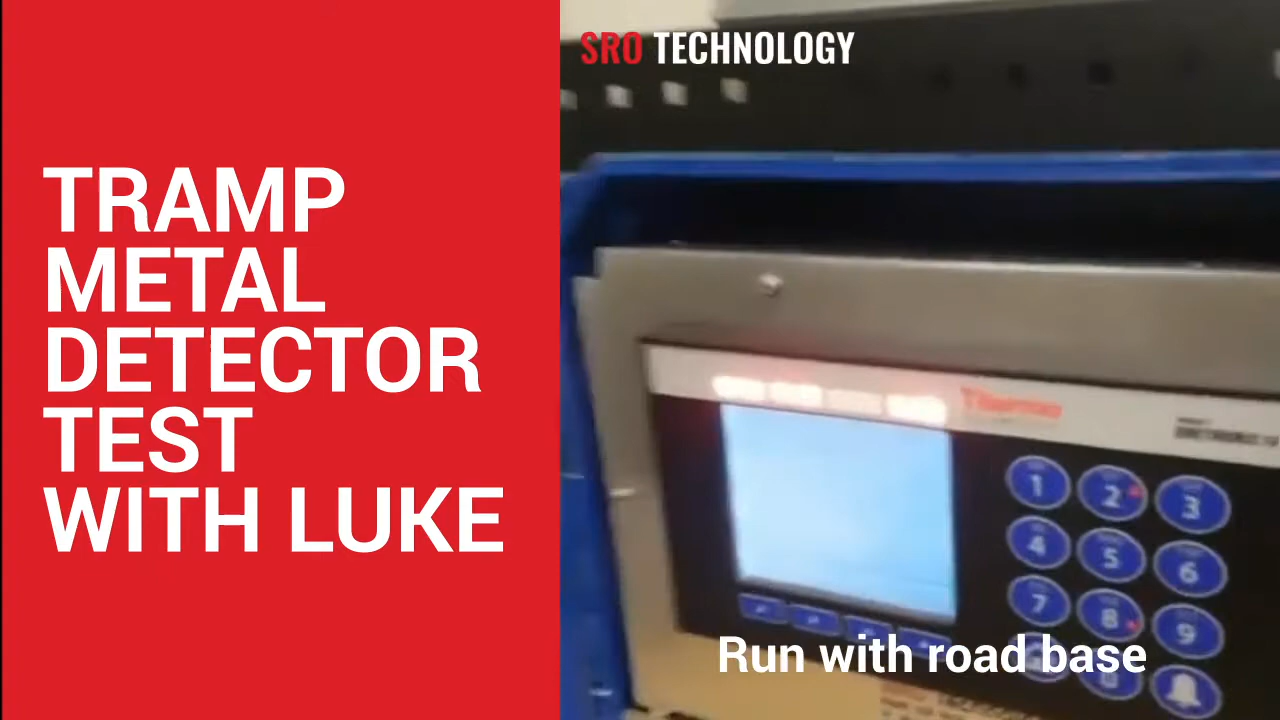 TRAMP
METAL
DETECTOR
TEST
WITH LUKE
SRO TECHNOLOGY
Thermo
1 2 3
4 5 6
7 8 9
0
Run with road base